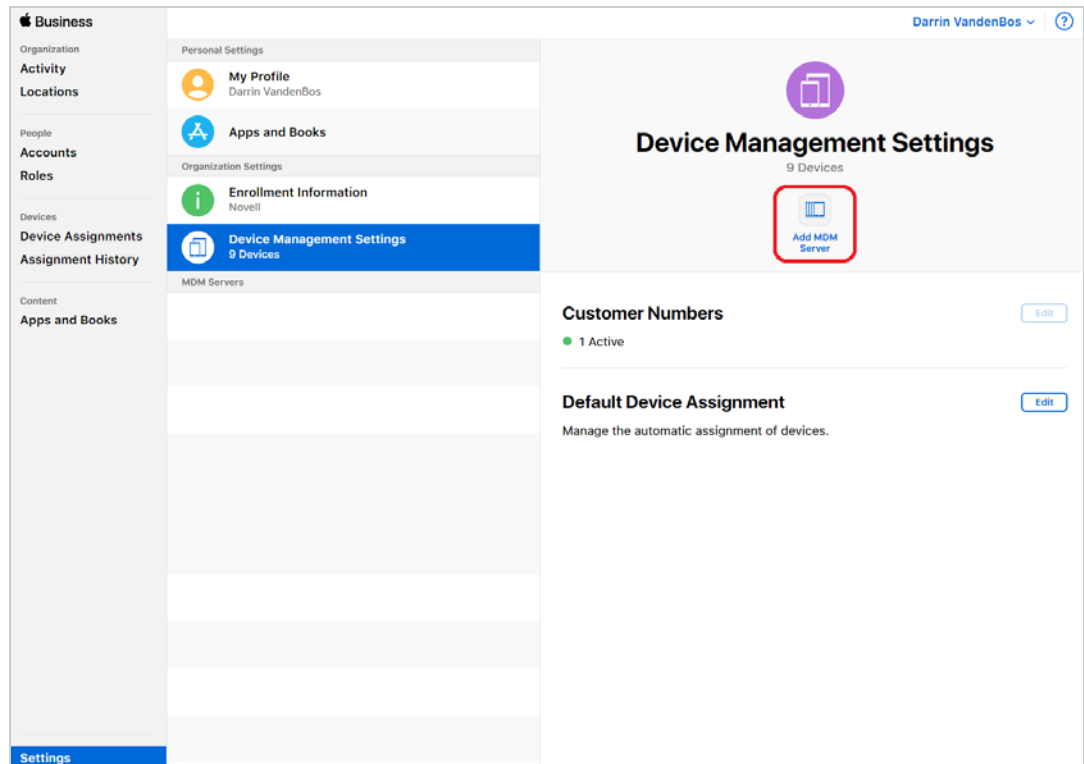 Business
Darrin VandenBos
?
Organization
Activity
Locations
People
Accounts
Roles
Devices
Device Assignments
Assignment History
Content
Apps and Books
Settings
Personal Settings
My Profile
Darrin VandenBos
Apps and Books
Organization Settings
Enrollment Information
Novell
Device Management Settings
9 Devices
MDM Servers
Device Management Settings
9 Devices
Add MDM
Server
Customer Numbers
Edit
1 Active
Default Device Assignment
Edit
Manage the automatic assignment of devices.